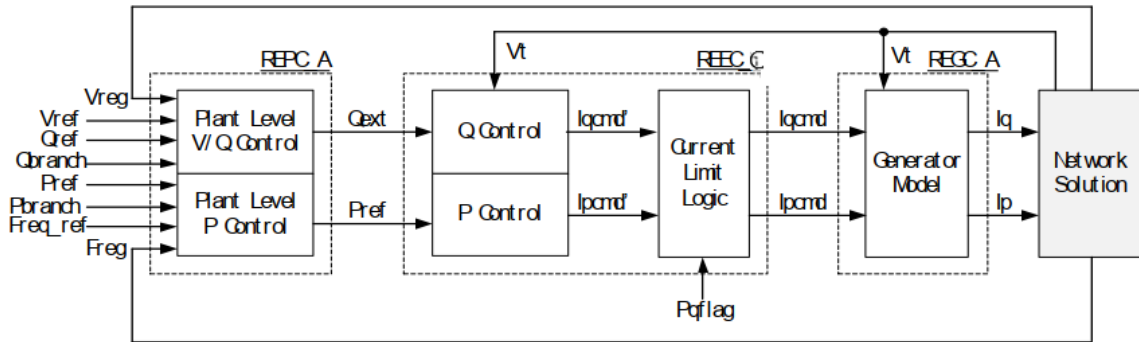 REPC_A
REEC_C
REGC_A
Vt
Vt
Vreg
Vref
Qref
Qbranch
Pref
Pbranch
Freq_ref
Freg
Plant Level
V/Q Control
Plant Level
P Control
Qext
Pref
Q Control
P Control
Iqcmd'
Ipcmd'
Current
Limit
Logic
Pqflag
Iqcmd
Ipcmd
Generator
Model
Iq
Ip
Network
Solution